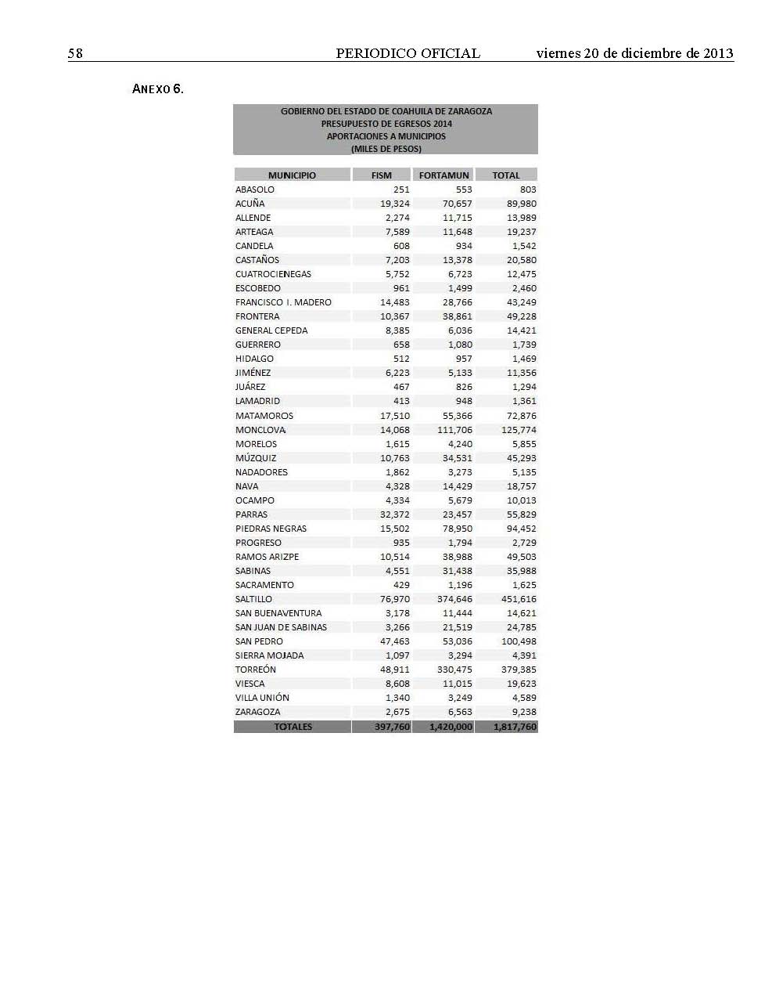 58 PERIODICO OFICIAL viernes 20 de diciembre de 2013
ANEXO 6.
GOBIERNO DEL ESTADO DE COAHUILA DE ZARAGOZA
PRESUPUESTO DE EGRESOS 2014
APORTACIONES A MUNICIPIOS
(MILES DE PESOS)
MUNICIPIO FISM FORTAMUN TOTAL
ABASOLO 251 553 803
ACUÑA 19,324 70,657 89,980
ALLENDE 2,274 11,715 13,989
ARTEAGA 7,589 11,648 19,237
CANDELA 608 934 1,542
CASTAÑOS 7,203 13,378 20,580
CUATROCIENEGAS 5,752 6,723 12,475
ESCOBEDO 961 1,499 2,460
FRANCISCO I. MADERO 14,483 28,766 43,249
FRONTERA 10,367 38,861 49,228
GENERAL CEPEDA 8,385 6,036 14,421
GUERRERO 658 1,080 1,739
HIDALGO 512 957 1,469
JIMÉNEZ 6,223 5,133 11,356
JUÁREZ 467 826 1,294
LAMADRID 413 948 1,361
MATAMOROS 17,510 55,366 72,876
MONCLOVA 14,068 111,706 125,774
MORELOS 1,615 4,240 5,855
MÚZQUIZ 10,763 34,531 45,293
NADADORES 1,862 3,273 5,135
NAVA 4,328 14,429 18,757
OCAMPO 4,334 5,679 10,013
PARRAS 32,372 23,457 55,829
PIEDRAS NEGRAS 15,502 78,950 94,452
PROGRESO 935 1,794 2,729
RAMOS ARIZPE 10,514 38,988 49,503
SABINAS 4,551 31,438 35,988
SACRAMENTO 429 1,196 1,625
SALTILLO 76,970 374,646 451,616
SAN BUENAVENTURA 3,178 11,444 14,621
SAN JUAN DE SABINAS 3,266 21,519 24,785
SAN PEDRO 47,463 53,036 100,498
SIERRA MOJADA 1,097 3,294 4,391
TORREÓN 48,911 330,475 379,385
VIESCA 8,608 11,015 19,623
VILLA UNIÓN 1,340 3,249 4,589
ZARAGOZA 2,675 6,563 9,238
TOTALES 397,760 1,420,000 1,817,760